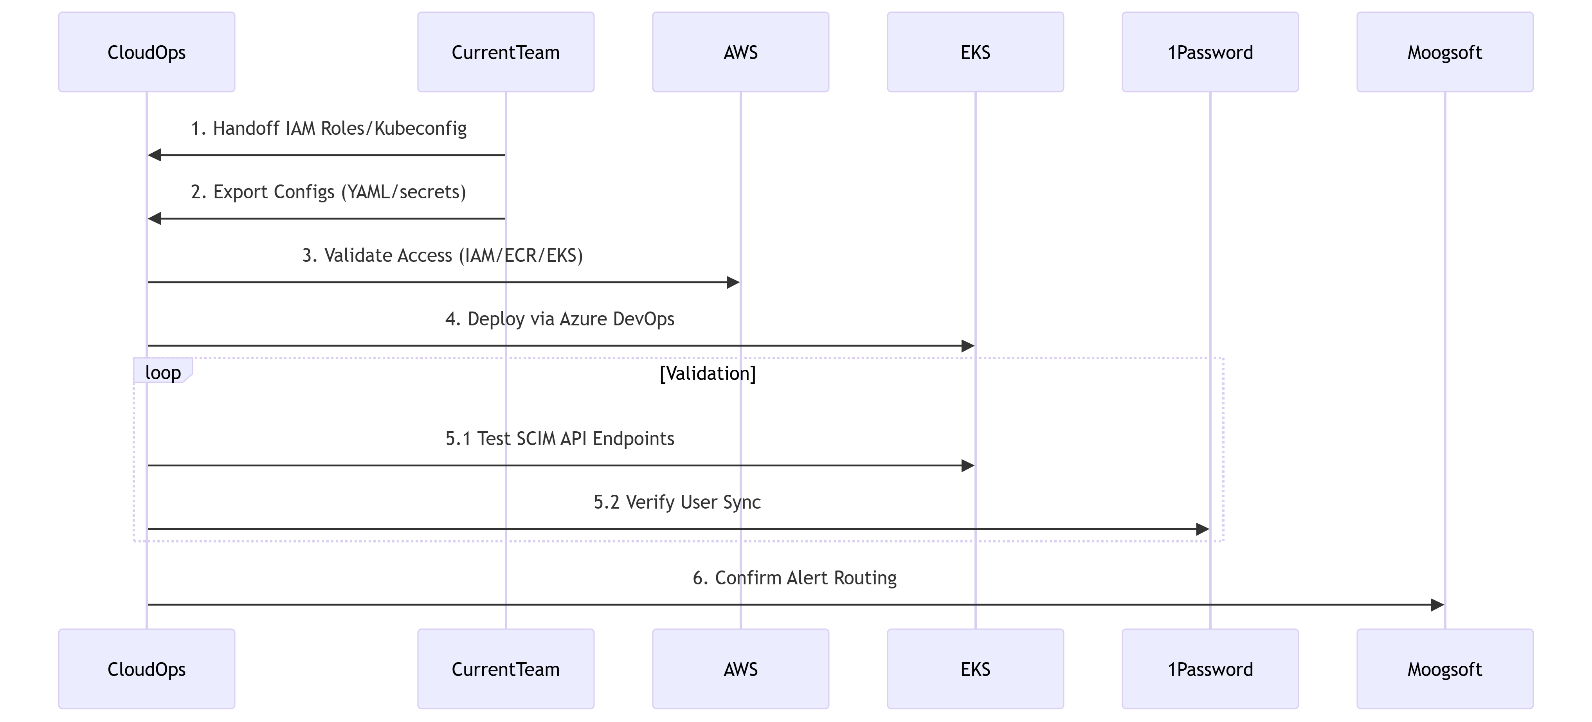 CloudOps
CurrentTeam
AWS
EKS
1Password
Moogsoft
1. Handoff IAM Roles/Kubeconfig
2. Export Configs (YAML/secrets)
3. Validate Access (IAM/ECR/EKS)
4. Deploy via Azure DevOps
loop
[Validation]
5.1 Test SCIM API Endpoints
5.2 Verify User Sync
6. Confirm Alert Routing
CloudOps
CurrentTeam
AWS
EKS
1Password
Moogsoft